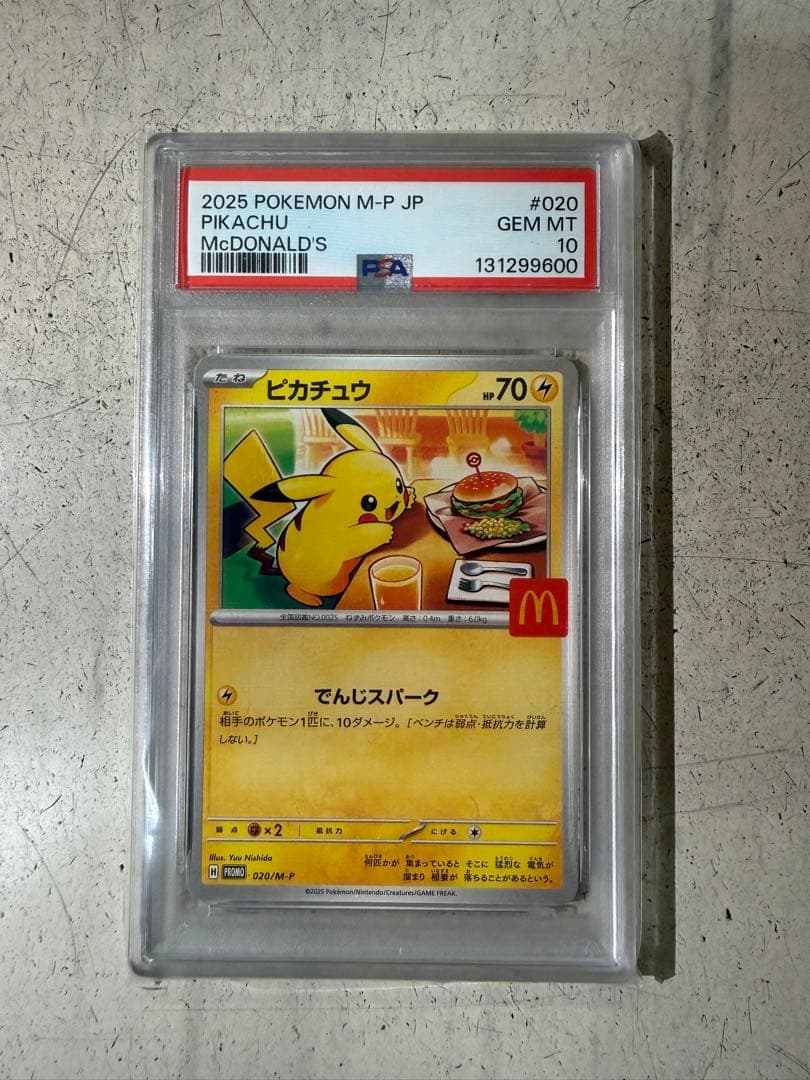 2025 POKEMON M-P JP #020
PIKACHU GEM MT
McDONALD'S 10
PSA 131299600
たね ピカチュウ HP70
M
全国図鑑NO.0025 ねずみポケモン 高さ:0.4m 重さ:6.0kg
でんじスパーク
相手のポケモン1匹に、10ダメージ。[ベンチは弱点・抵抗力を計算
しない。]
弱点 ×2 抵抗力 にげる
Illus. Yuu Nishida
何匹かが 集まっていると そこに 猛烈な 電気が
溜まり 稲妻が 落ちることがあるという。
H PROMO 020/M-P
©2025 Pokémon/Nintendo/Creatures/GAME FREAK.